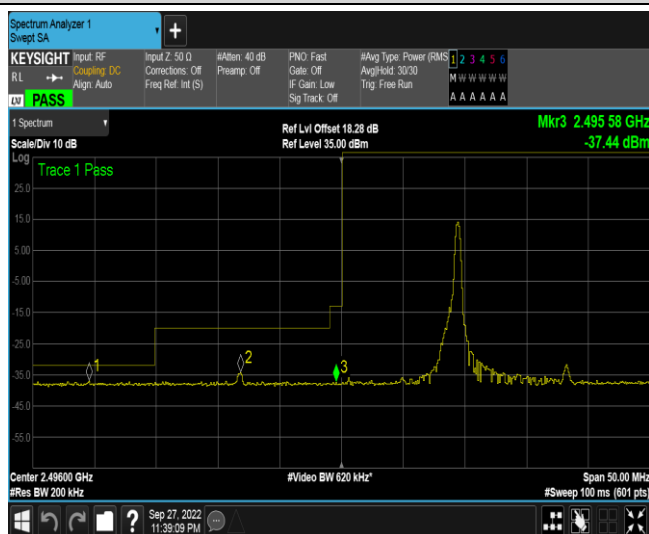 Spectrum Analyzer 1
Swept SA
+
KEYSIGHT Input: RF Input Z: 50 Ω #Atten: 40 dB PNO: Fast #Avg Type: Power (RMS 1 2 3 4 5 6
RL Coupling: DC Corrections: Off Preamp: Off Gate: Off Avg|Hold: 30/30 M W W W W W
Align: Auto Freq Ref: Int (S) IF Gain: Low Trig: Free Run
LXI PASS Sig Track: Off A A A A A A
1 Spectrum Ref Lvl Offset 18.28 dB Mkr3 2.495 58 GHz
Scale/Div 10 dB Ref Level 35.00 dBm -37.44 dBm
Log
Trace 1 Pass
25.0
15.0
5.00
-5.00
-15.0
-25.0
1 2 3
-35.0
-45.0
-55.0
Center 2.49600 GHz #Video BW 620 kHz* Span 50.00 MHz
#Res BW 200 kHz #Sweep 100 ms (601 pts)
? Sep 27, 2022
11:39:09 PM